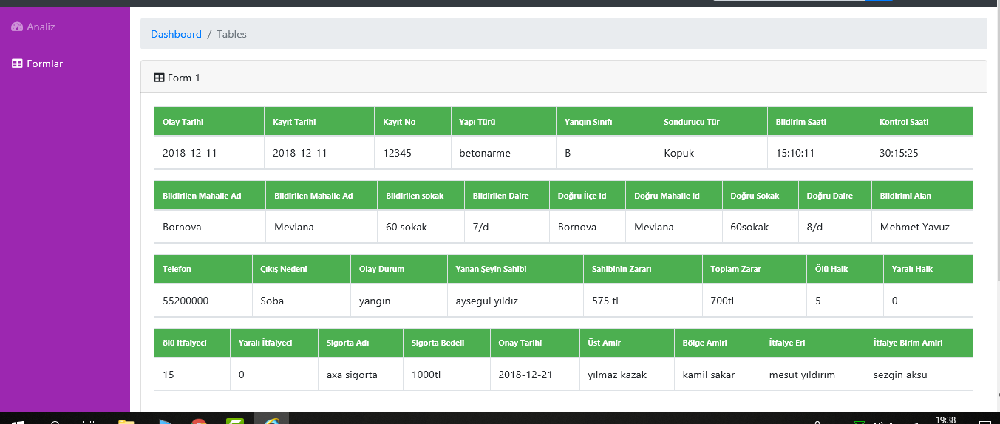 Analiz
Formlar
Dashboard / Tables
Form 1
Olay Tarihi Kayıt Tarihi Kayıt No Yapı Türü Yangın Sınıfı Sondurucu Tür Bildirim Saati Kontrol Saati
2018-12-11 2018-12-11 12345 betonarme B Kopuk 15:10:11 30:15:25
Bildirilen Mahalle Ad Bildirilen Mahalle Ad Bildirilen sokak Bildirilen Daire Doğru İlçe Id Doğru Mahalle Id Doğru Sokak Doğru Daire Bildirimi Alan
Bornova Mevlana 60 sokak 7/d Bornova Mevlana 60sokak 8/d Mehmet Yavuz
Telefon Çıkış Nedeni Olay Durum Yanan Şeyin Sahibi Sahibinin Zararı Toplam Zarar Ölü Halk Yaralı Halk
55200000 Soba yangın aysegul yıldız 575 tl 700tl 5 0
ölü itfaiyeci Yaralı İtfaiyeci Sigorta Adı Sigorta Bedeli Onay Tarihi Üst Amir Bölge Amiri İtfaiye Eri İtfaiye Birim Amiri
15 0 axa sigorta 1000tl 2018-12-21 yılmaz kazak kamil sakar mesut yıldırım sezgin aksu
19:38